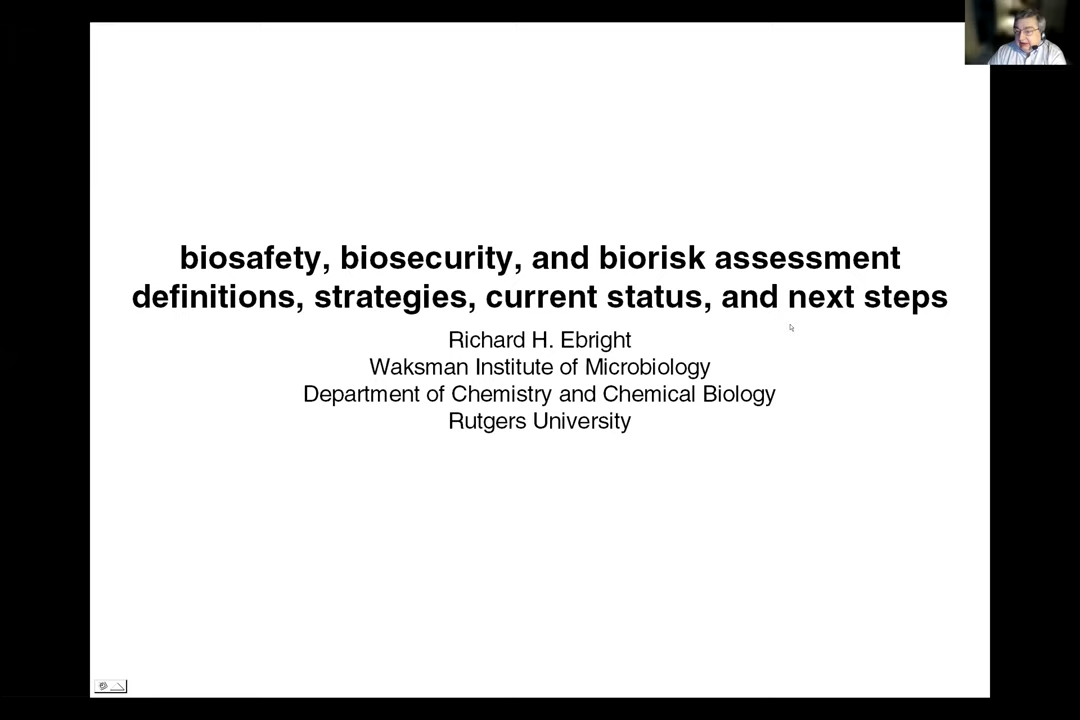 biosafety, biosecurity, and biorisk assessment
definitions, strategies, current status, and next steps
Richard H. Ebright
Waksman Institute of Microbiology
Department of Chemistry and Chemical Biology
Rutgers University